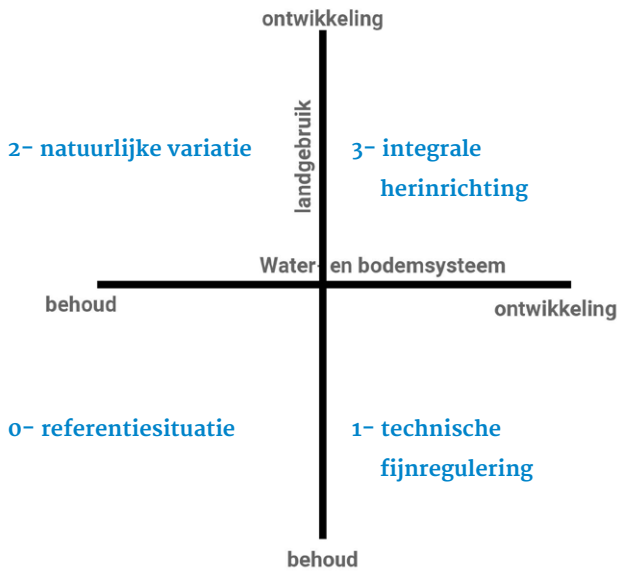 ontwikkeling
landgebruik
2- natuurlijke variatie
3- integrale
herinrichting
Water- en bodemsysteem
behoud
ontwikkeling
0- referentiesituatie
1- technische
fijnregulering
behoud